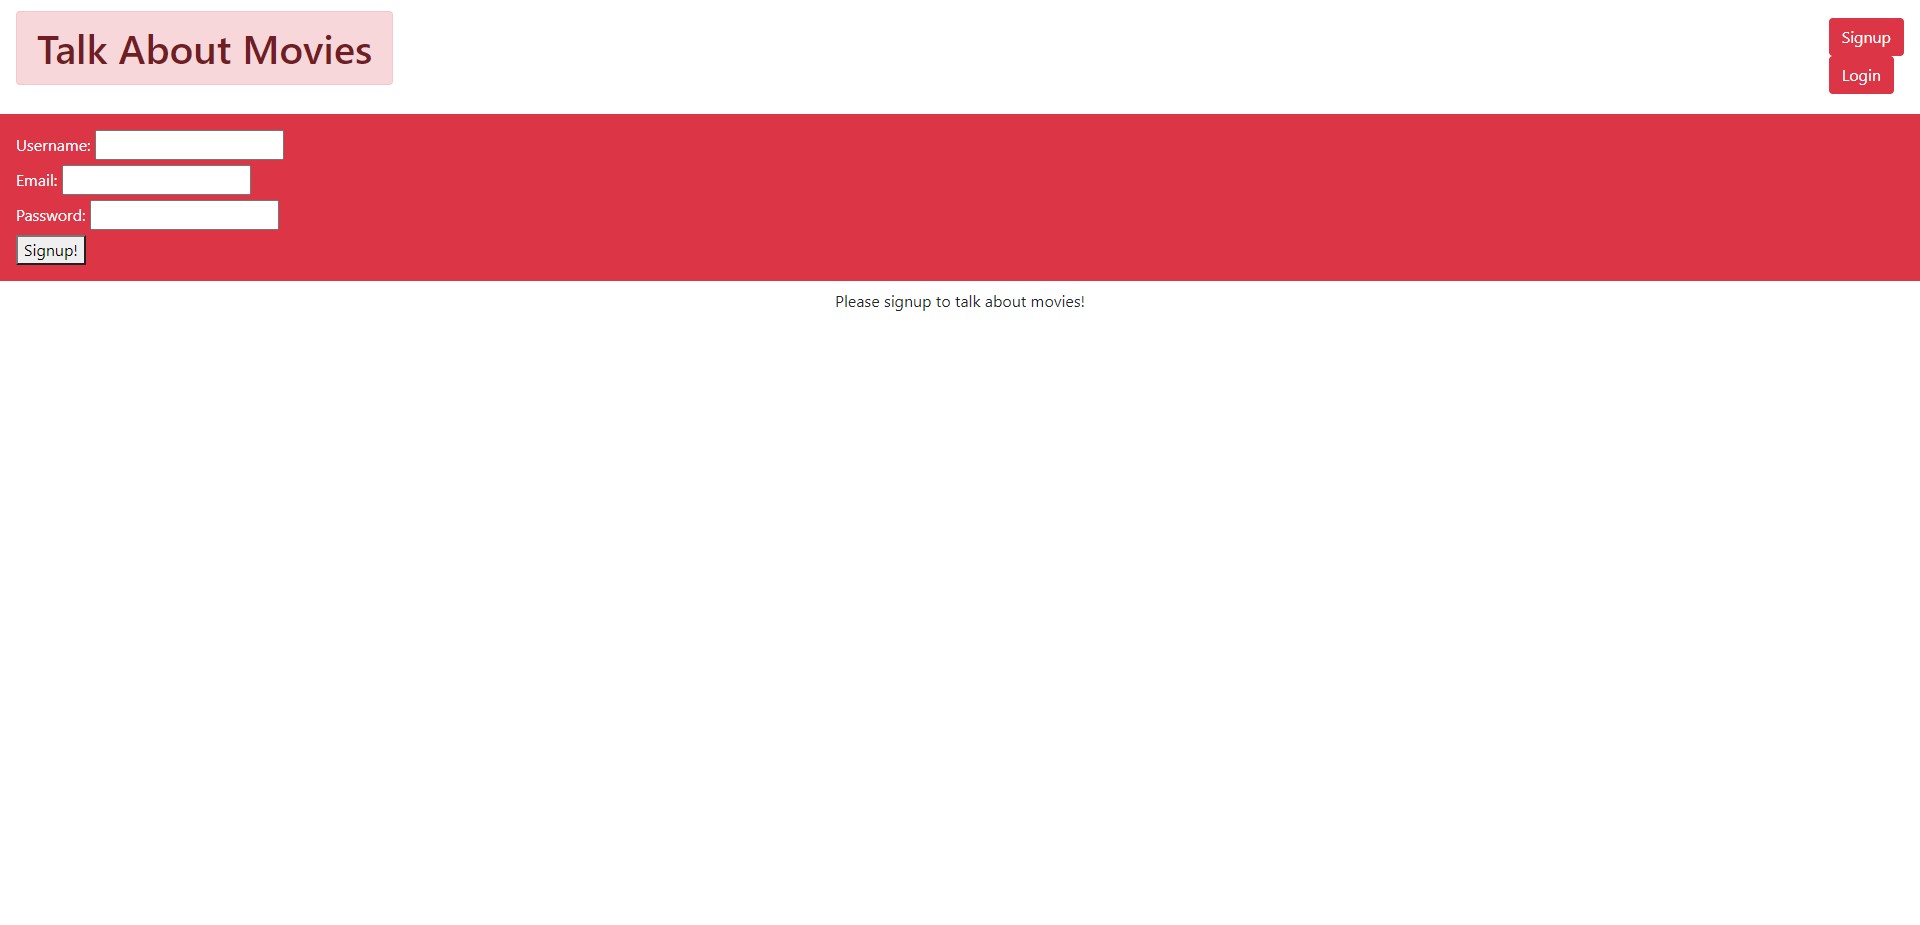 Talk About Movies
Signup
Login
Username:
Email:
Password:
Signup!
Please signup to talk about movies!